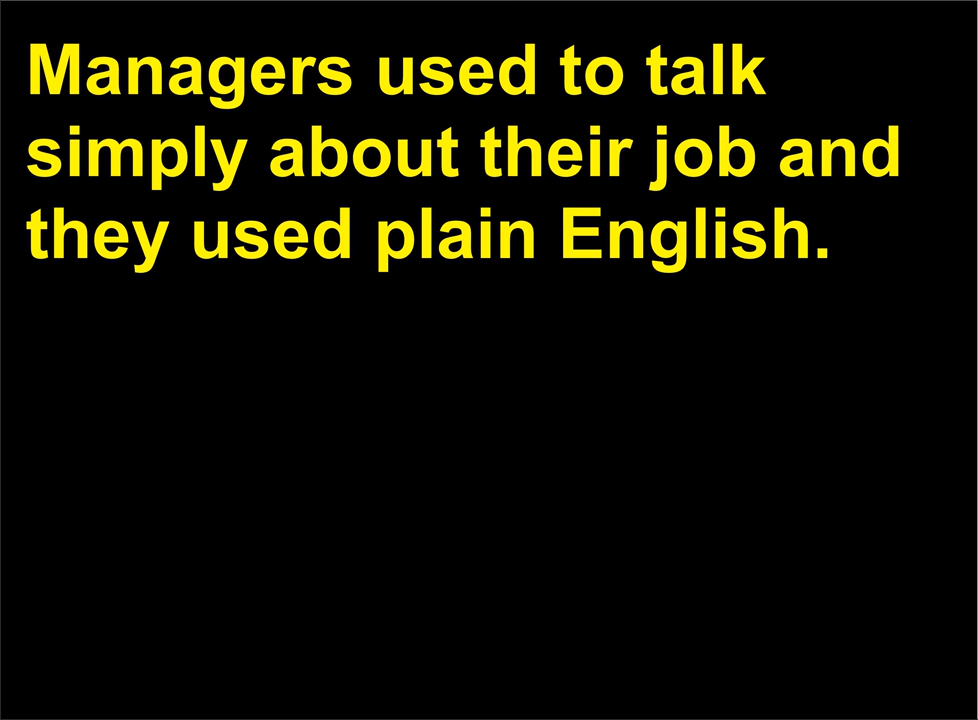 Managers used to talk
simply about their job and
they used plain English.